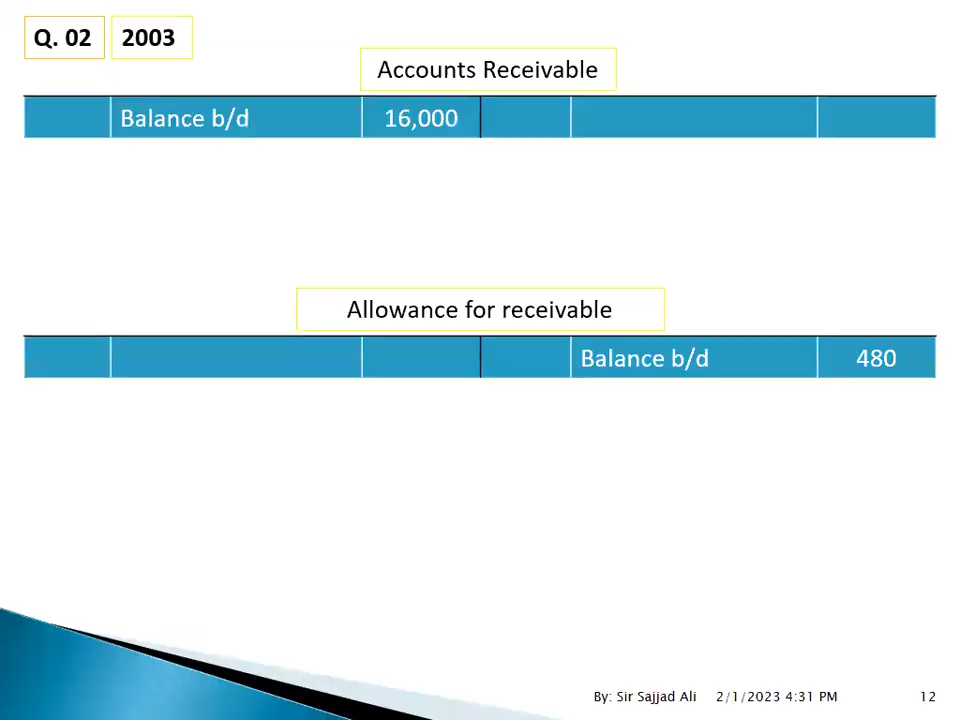 Q. 02
2003
Accounts Receivable
Balance b/d 16,000
Allowance for receivable
Balance b/d 480
By: Sir Sajjad Ali 2/1/2023 4:31 PM 12